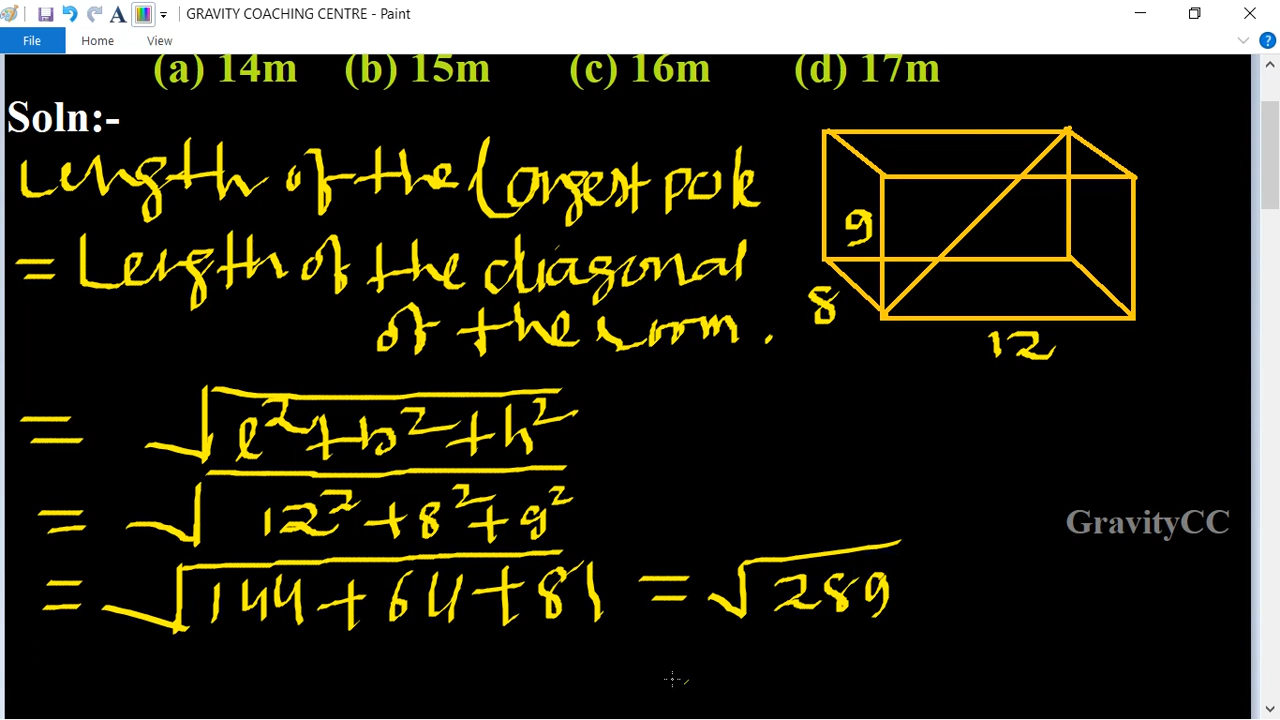 GRAVITY COACHING CENTRE - Paint
File Home View
(a) 14m (b) 15m (c) 16m (d) 17m
Soln:-
Length of the longest pole
= Length of the diagonal
of the room.
9
8
12
= √l²+b²+h²
= √12²+8²+9²
= √144+64+81 = √289
GravityCC